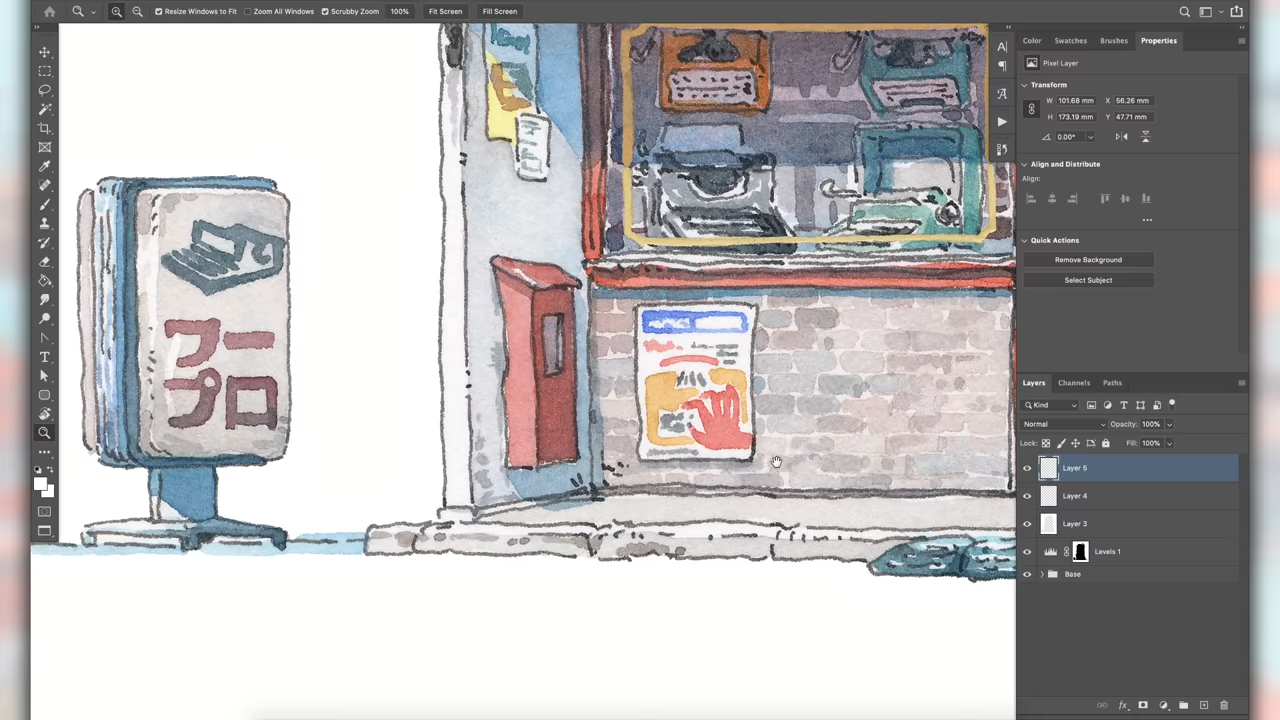 Resize Windows to Fit
Zoom All Windows
Scrubby Zoom
100%
Fit Screen
Fill Screen
Color
Swatches
Brushes
Properties
Pixel Layer
Transform
W 101.68 mm X 56.26 mm
H 173.19 mm Y 47.71 mm
0.00°
Align and Distribute
Align:
Quick Actions
Remove Background
Select Subject
Layers
Channels
Paths
Kind
Normal
Opacity: 100%
Lock:
Fill: 100%
Layer 5
Layer 4
Layer 3
Levels 1
Base
fx
ワー
プロ